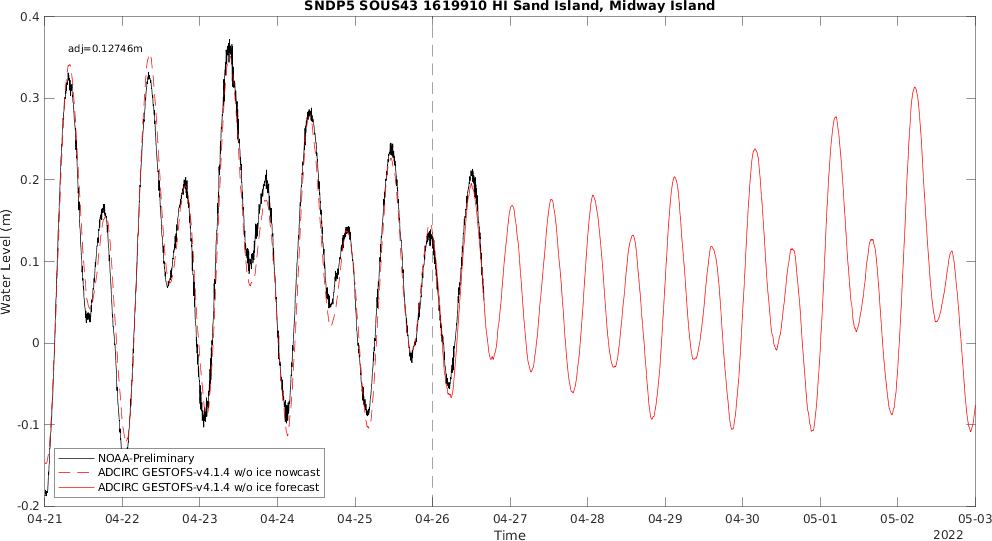 SNDP5 SOUS43 1619910 HI Sand Island, Midway Island
0.4
adj=0.12746m
0.3
0.2
0.1
0
-0.1
-0.2
Water Level (m)
NOAA-Preliminary
ADCIRC GESTOFS-v4.1.4 w/o ice nowcast
ADCIRC GESTOFS-v4.1.4 w/o ice forecast
04-21 04-22 04-23 04-24 04-25 04-26 04-27 04-28 04-29 04-30 05-01 05-02 05-03
Time
2022